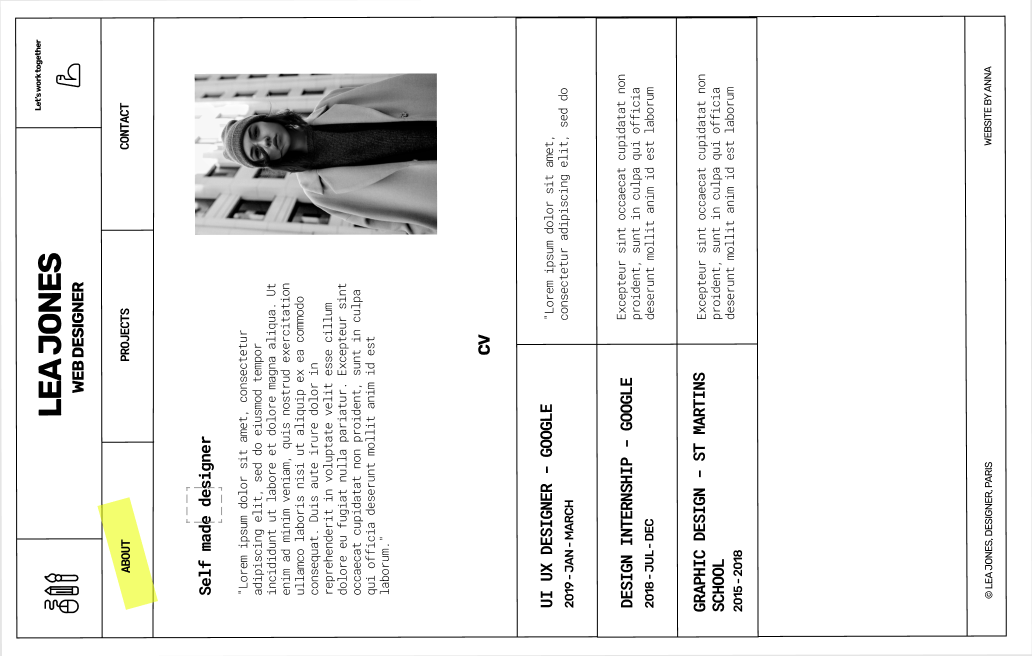 LEA JONES
WEB DESIGNER
Let's work together
ABOUT
PROJECTS
CONTACT
Self made designer
"Lorem ipsum dolor sit amet, consectetur
adipiscing elit, sed do eiusmod tempor
incididunt ut labore et dolore magna aliqua. Ut
enim ad minim veniam, quis nostrud exercitation
ullamco laboris nisi ut aliquip ex ea commodo
consequat. Duis aute irure dolor in
reprehenderit in voluptate velit esse cillum
dolore eu fugiat nulla pariatur. Excepteur sint
occaecat cupidatat non proident, sunt in culpa
qui officia deserunt mollit anim id est
laborum."
CV
UI UX DESIGNER - GOOGLE
2019 - JAN - MARCH
"Lorem ipsum dolor sit amet,
consectetur adipiscing elit, sed do
DESIGN INTERNSHIP - GOOGLE
2018 - JUL - DEC
Excepteur sint occaecat cupidatat non
proident, sunt in culpa qui officia
deserunt mollit anim id est laborum
GRAPHIC DESIGN - ST MARTINS
SCHOOL
2015 - 2018
Excepteur sint occaecat cupidatat non
proident, sunt in culpa qui officia
deserunt mollit anim id est laborum
© LEA JONES, DESIGNER, PARIS
WEBSITE BY ANNA